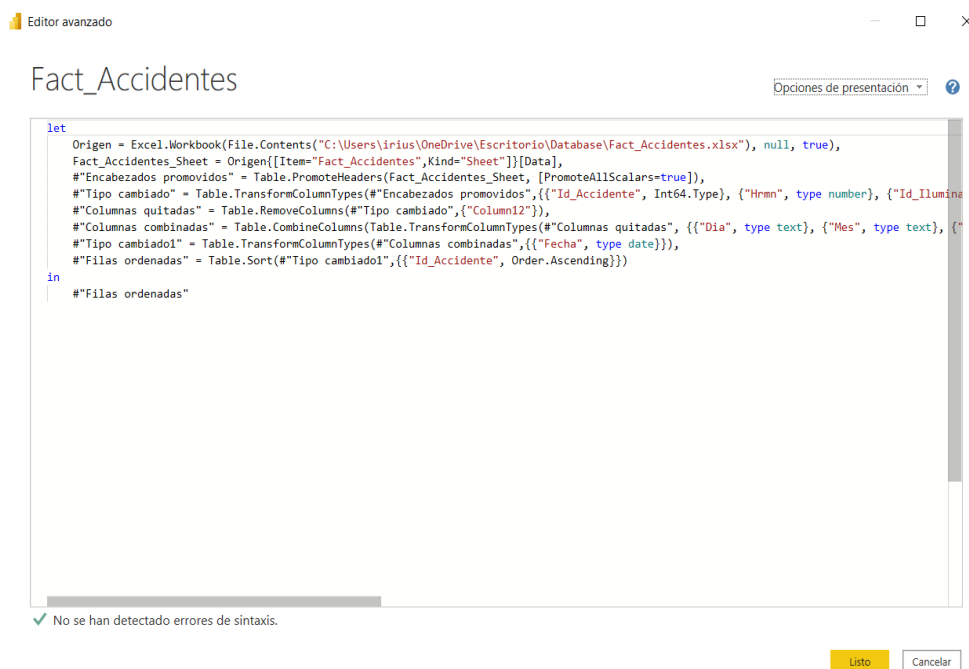 Editor avanzado
Fact_Accidentes
Opciones de presentación
?
let
Origen = Excel.Workbook(File.Contents("C:\Users\irius\OneDrive\Escritorio\Database\Fact_Accidentes.xlsx"), null, true),
Fact_Accidentes_Sheet = Origen{[Item="Fact_Accidentes",Kind="Sheet"]}[Data],
#"Encabezados promovidos" = Table.PromoteHeaders(Fact_Accidentes_Sheet, [PromoteAllScalars=true]),
#"Tipo cambiado" = Table.TransformColumnTypes(#"Encabezados promovidos",{{"Id_Accidente", Int64.Type}, {"Hrmn", type number}, {"Id_Ilumina
#"Columnas quitadas" = Table.RemoveColumns(#"Tipo cambiado",{"Column12"}),
#"Columnas combinadas" = Table.CombineColumns(Table.TransformColumnTypes(#"Columnas quitadas", {{"Dia", type text}, {"Mes", type text}, {"
#"Tipo cambiado1" = Table.TransformColumnTypes(#"Columnas combinadas",{{"Fecha", type date}}),
#"Filas ordenadas" = Table.Sort(#"Tipo cambiado1",{{"Id_Accidente", Order.Ascending}})
in
#"Filas ordenadas"
No se han detectado errores de sintaxis.
Listo
Cancelar